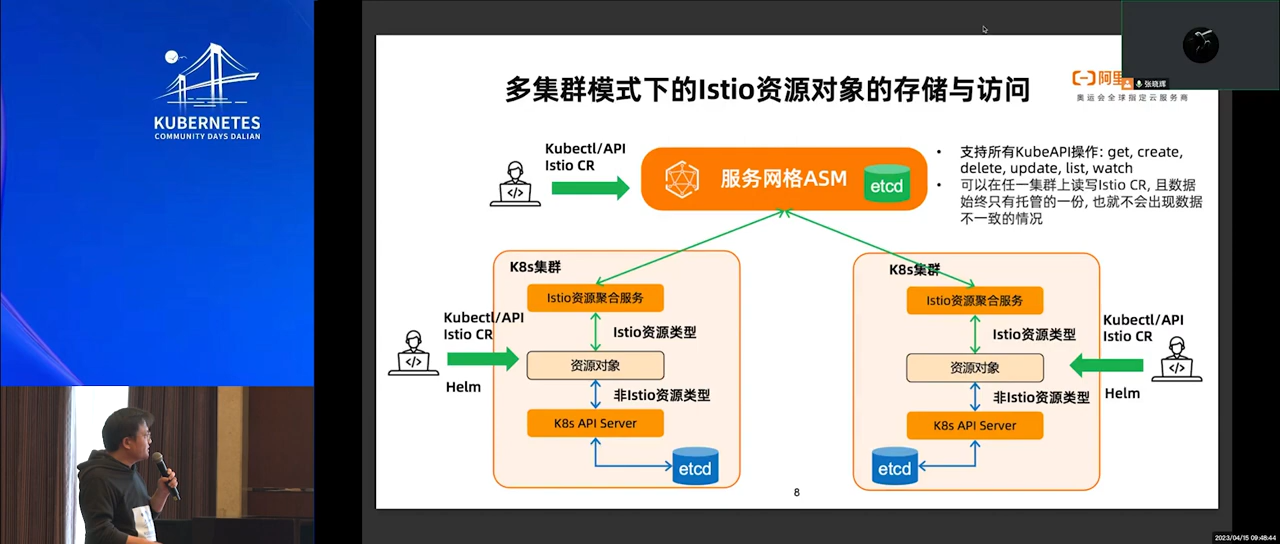 KUBERNETES
COMMUNITY DAYS DALIAN
多集群模式下的Istio资源对象的存储与访问
阿里
奥运会全球指定云服务商
张晓辉
Kubectl/API
Istio CR
服务网格ASM
etcd
• 支持所有KubeAPI操作: get, create,
delete, update, list, watch
• 可以在任一集群上读写Istio CR, 且数据
始终只有托管的一份, 也就不会出现数据
不一致的情况
K8s集群
Istio资源聚合服务
Kubectl/API
Istio CR
Istio资源类型
资源对象
Helm
非Istio资源类型
K8s API Server
etcd
K8s集群
Istio资源聚合服务
Istio资源类型
Kubectl/API
Istio CR
资源对象
非Istio资源类型
Helm
K8s API Server
etcd
8
2023/04/15 09:48:44